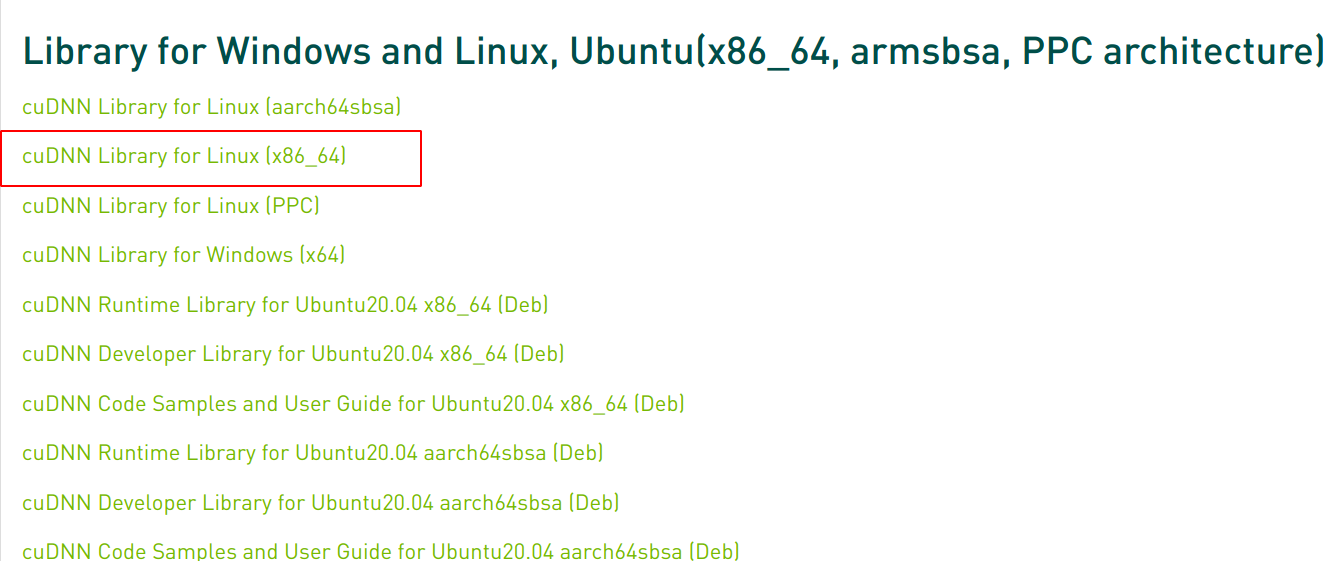 Library for Windows and Linux, Ubuntu(x86_64, armsbsa, PPC architecture)
cuDNN Library for Linux (aarch64sbsa)
cuDNN Library for Linux (x86_64)
cuDNN Library for Linux (PPC)
cuDNN Library for Windows (x64)
cuDNN Runtime Library for Ubuntu20.04 x86_64 (Deb)
cuDNN Developer Library for Ubuntu20.04 x86_64 (Deb)
cuDNN Code Samples and User Guide for Ubuntu20.04 x86_64 (Deb)
cuDNN Runtime Library for Ubuntu20.04 aarch64sbsa (Deb)
cuDNN Developer Library for Ubuntu20.04 aarch64sbsa (Deb)
cuDNN Code Samples and User Guide for Ubuntu20.04 aarch64sbsa (Deb)